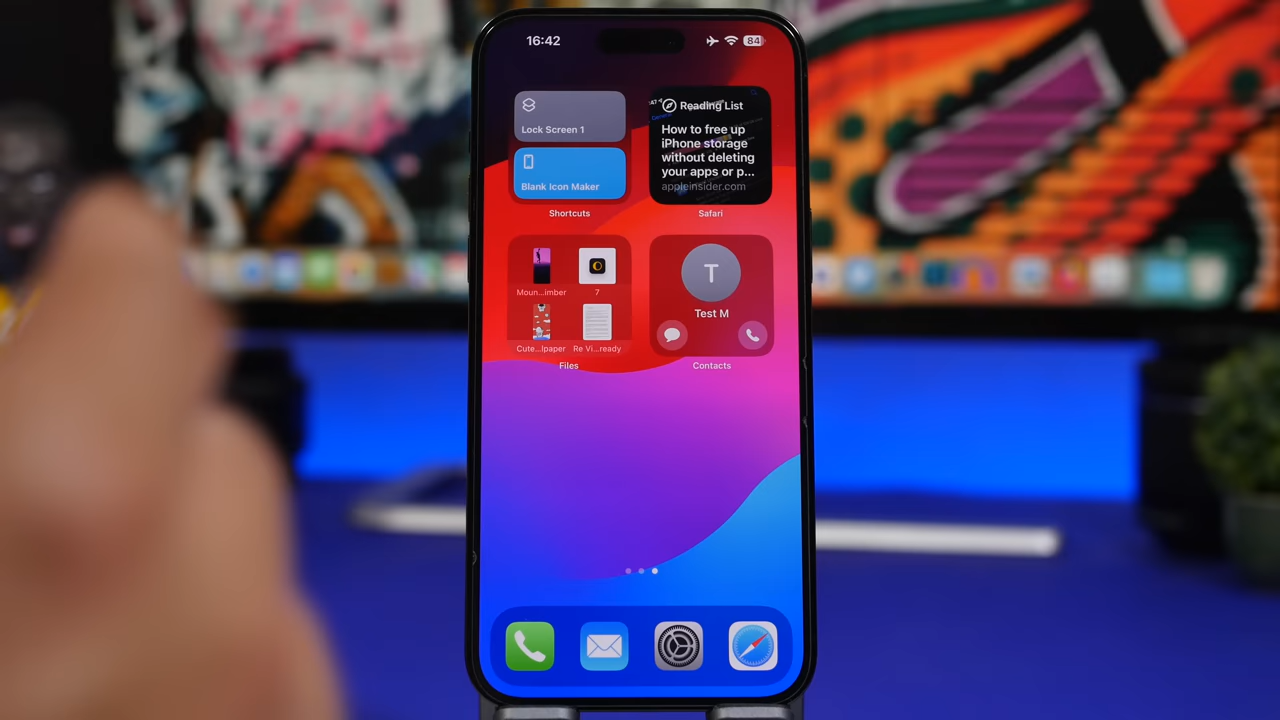 16:42
84
Lock Screen 1
Blank Icon Maker
Shortcuts
Reading List
How to free up
iPhone storage
without deleting
your apps or p...
appleinsider.com
Safari
Moun...imber
7
Cute...lpaper
Re Vi...ready
Files
T
Test M
Contacts